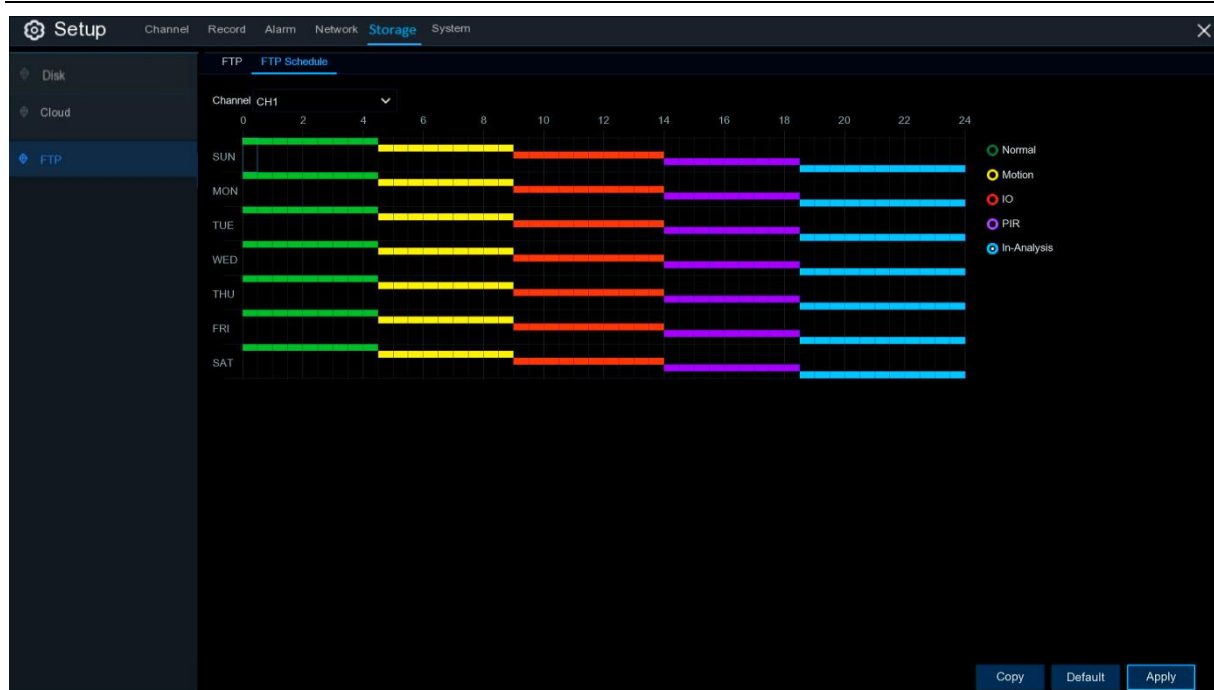 Setup Channel Record Alarm Network Storage System
Disk
Cloud
FTP
FTP FTP Schedule
Channel CH1
0 2 4 6 8 10 12 14 16 18 20 22 24
SUN
MON
TUE
WED
THU
FRI
SAT
Normal
Motion
IO
PIR
In-Analysis
Copy Default Apply